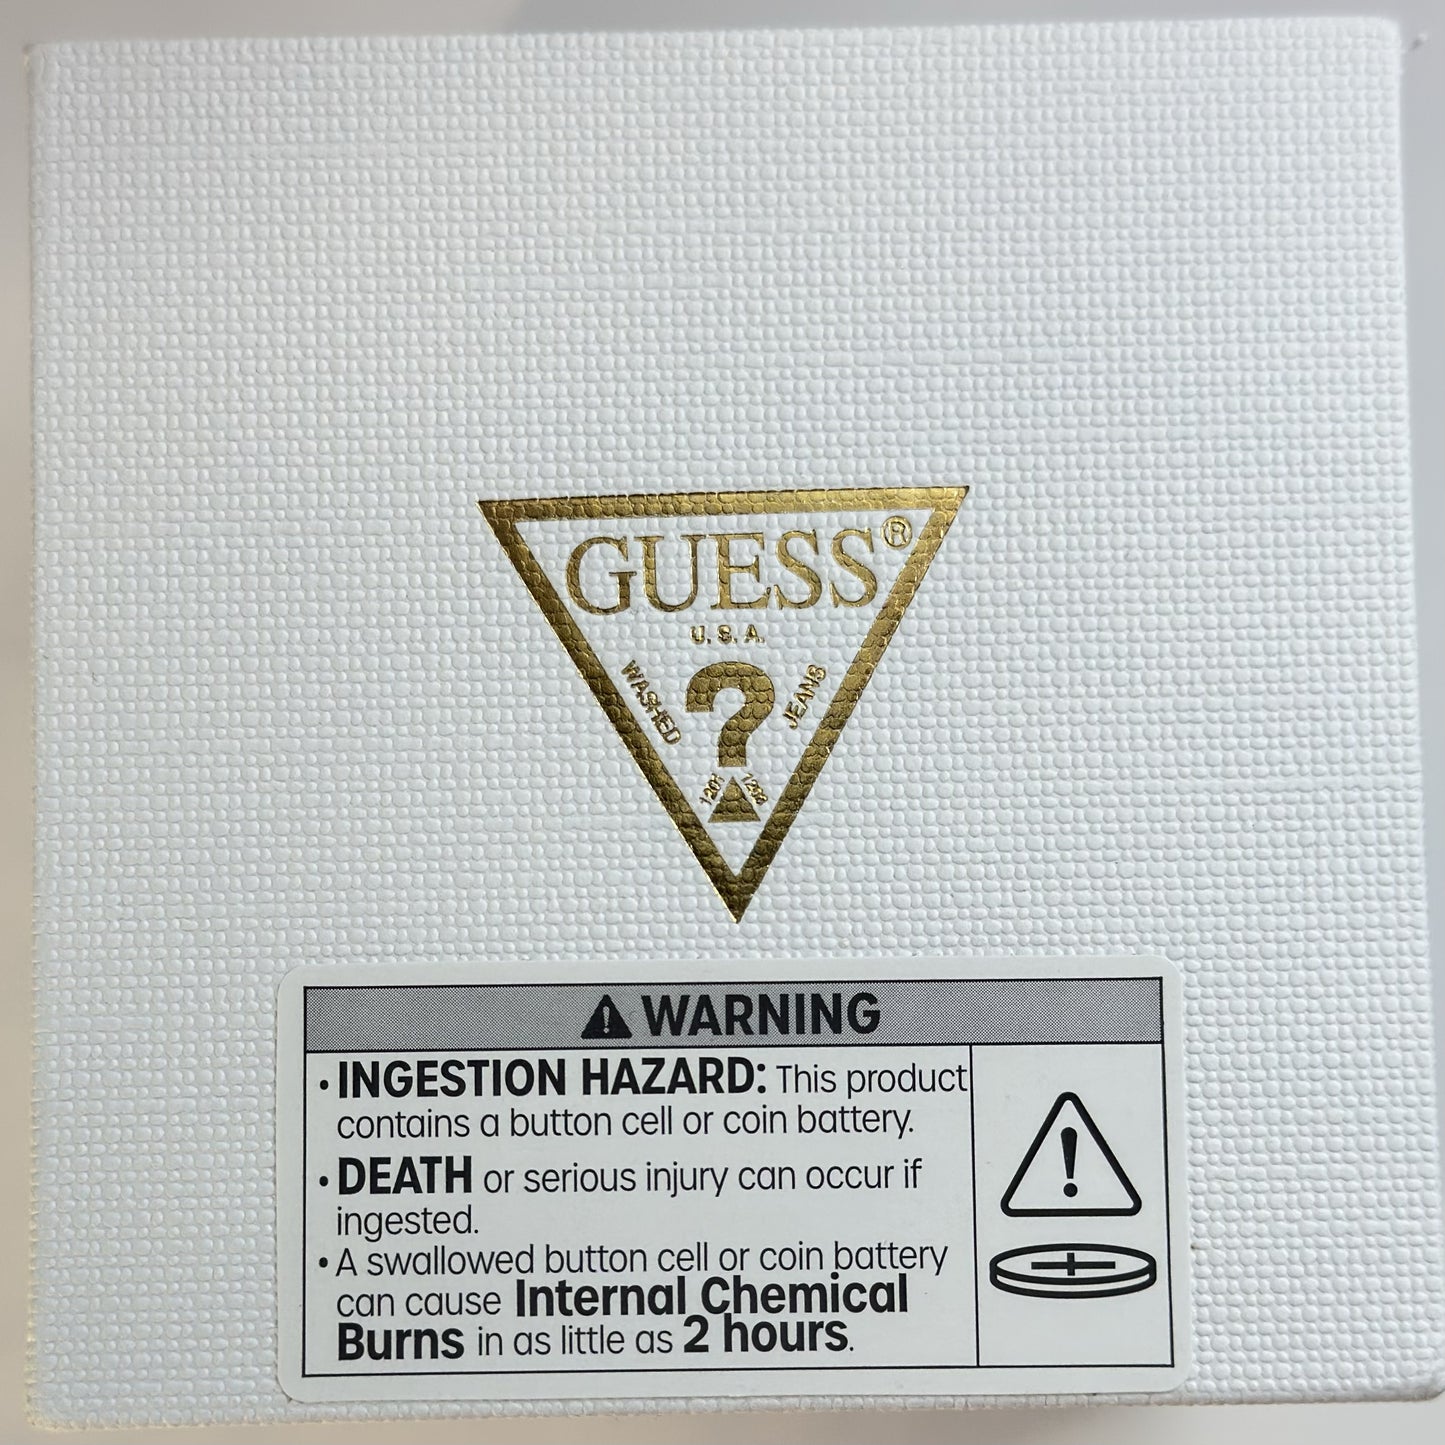 GUESS®
U.S.A.
WASHED
?
JEANS
WARNING
• INGESTION HAZARD: This product
contains a button cell or coin battery.
• DEATH or serious injury can occur if
ingested.
• A swallowed button cell or coin battery
can cause Internal Chemical
Burns in as little as 2 hours.